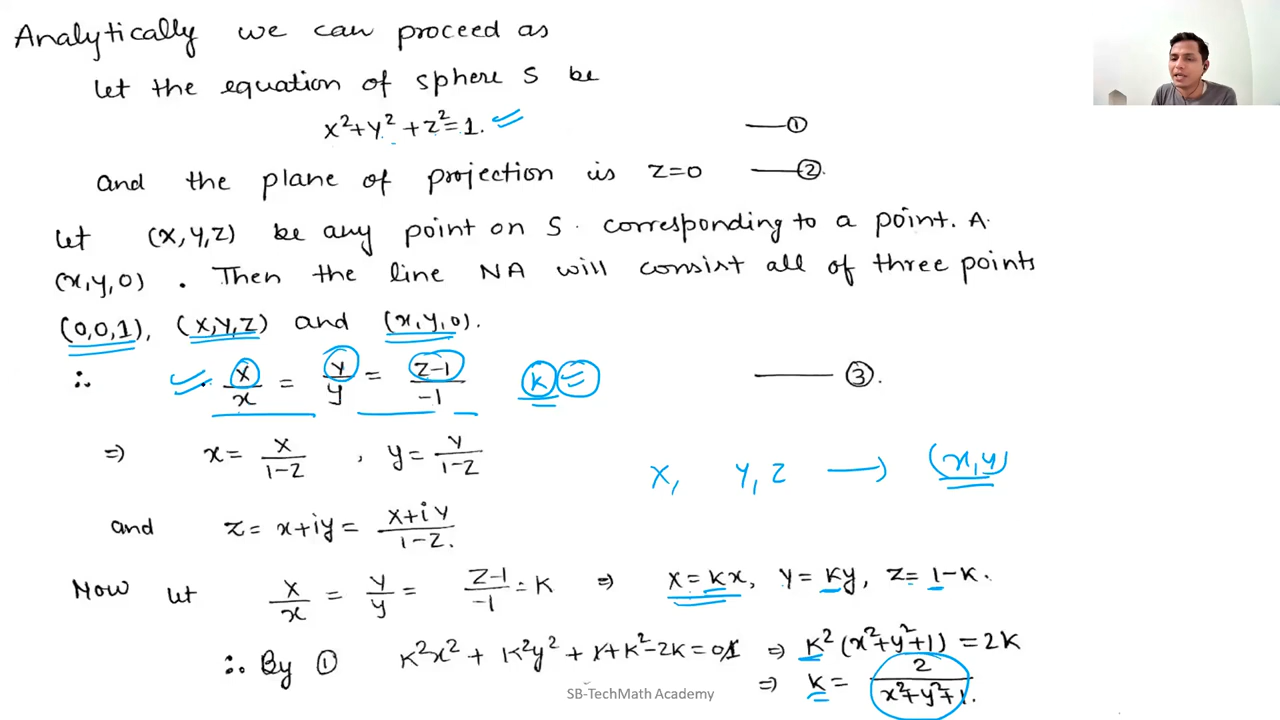 Analytically we can proceed as
let the equation of sphere S be
x²+y²+z²=1. ①
And the plane of projection is z=0 ②.
Let (X,Y,Z) be any point on S. corresponding to a point. A.
(x,y,0). Then the line NA will consist all of three points
(0,0,1), (X,Y,Z) and (x,y,0).
∴ X/x = Y/y = Z-1/-1 K = ③.
⇒ x = X/1-Z , y = Y/1-Z X, Y, Z → (x,y)
and z = x+iy = X+iY/1-Z.
Now let X/x = Y/y = Z-1/-1 = K ⇒ X = Kx, Y = Ky, Z = 1-K.
∴ By ① K²x² + K²y² + 1+K²-2K = 01 ⇒ K²(x²+y²+1) = 2K
⇒ K = 2/x²+y²+1.
SB-TechMath Academy